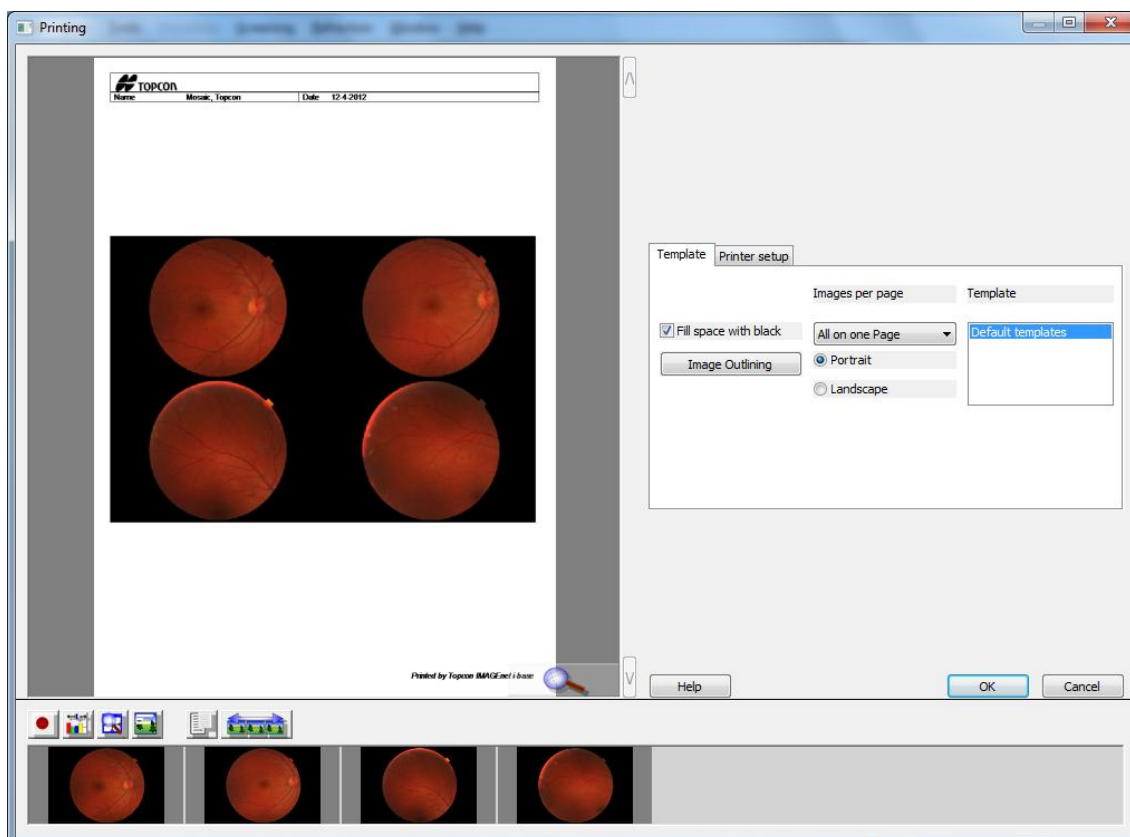 Printing
TOPCON
Name Mosaic, Topcon Date 12-4-2012
Template Printer setup
Images per page Template
Fill space with black All on one Page Default templates
Image Outlining Portrait
Landscape
Printed by Topcon IMAGEnet i-base
Help OK Cancel